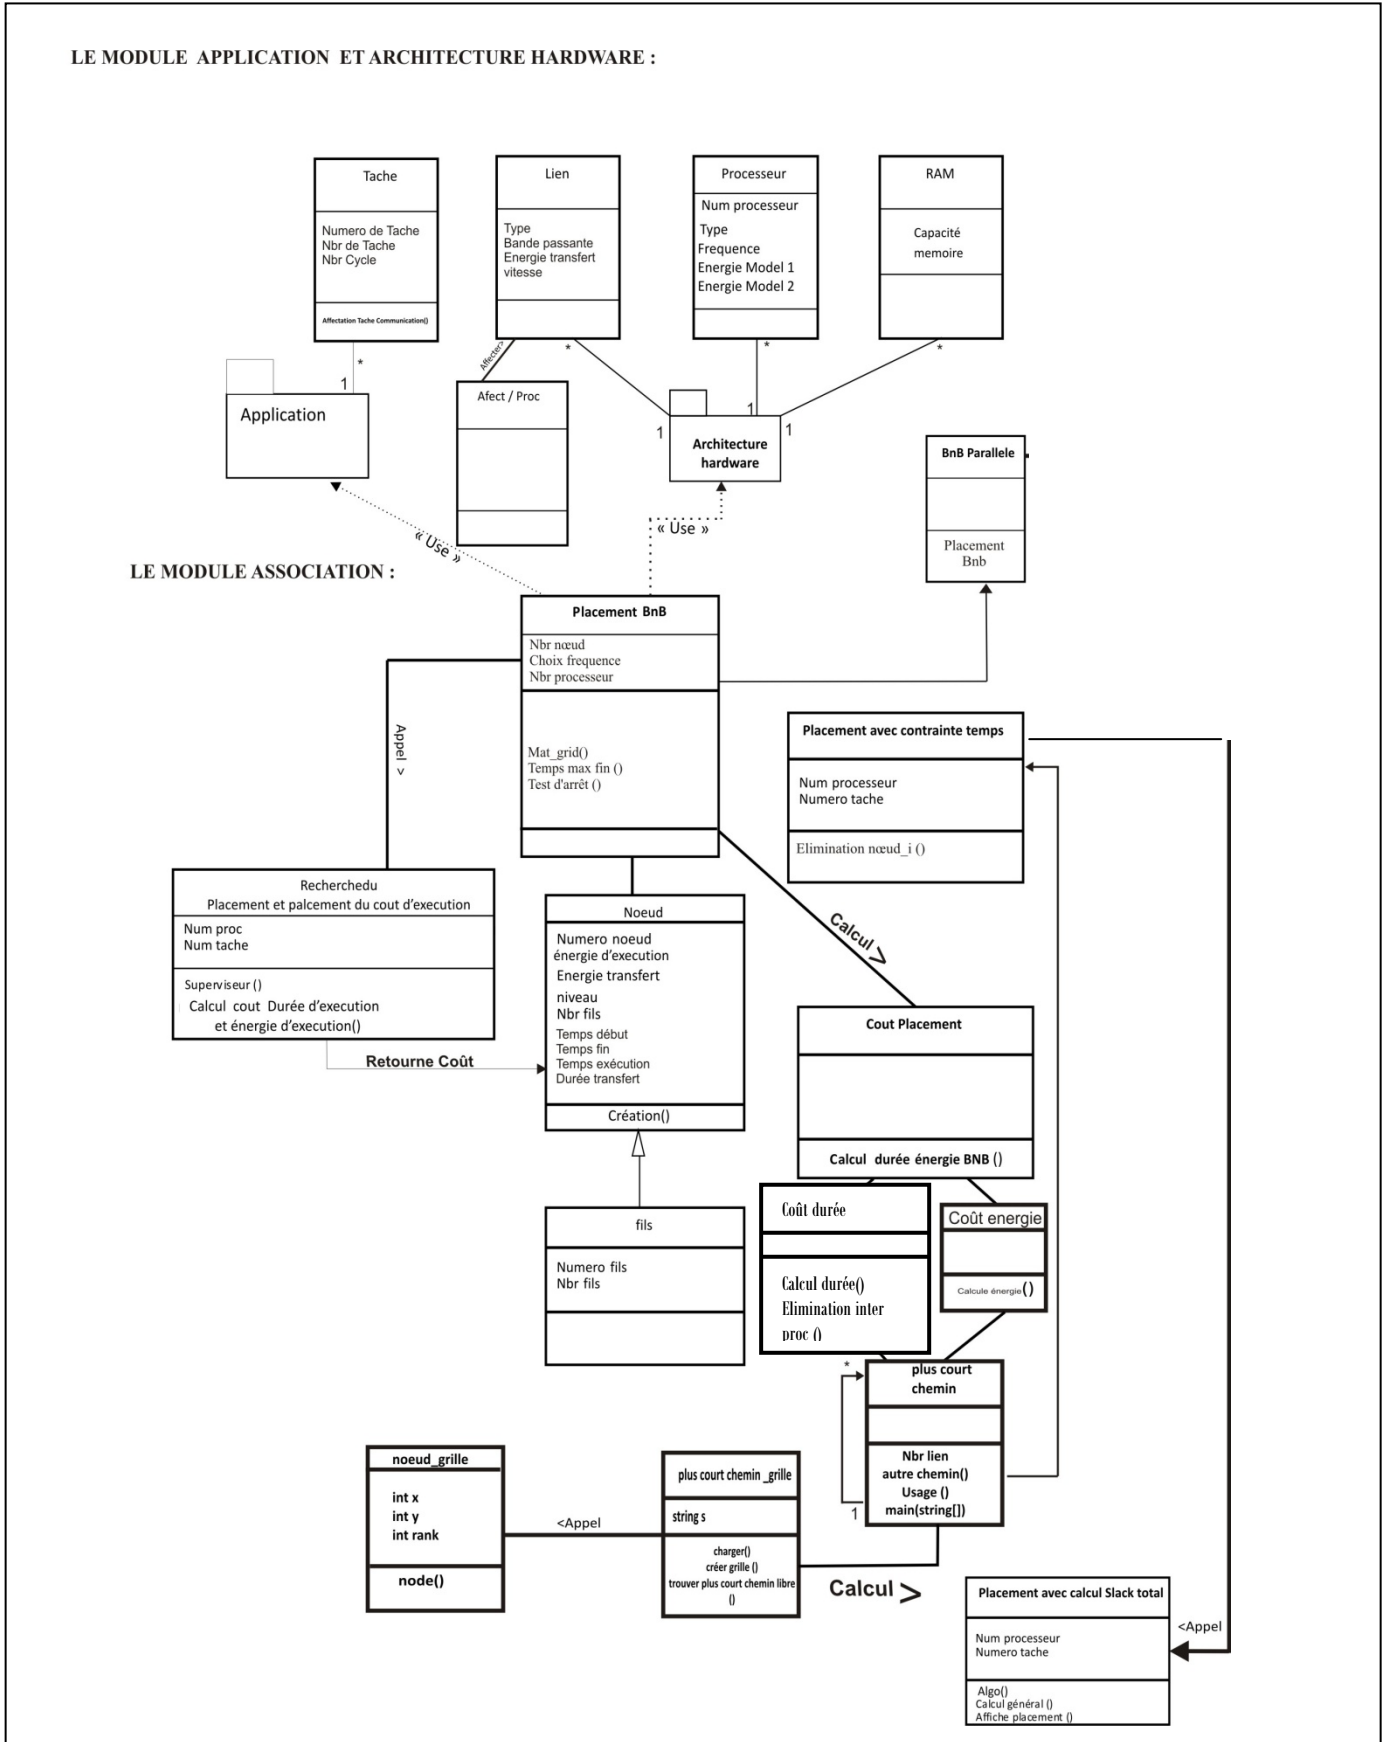 LE MODULE APPLICATION ET ARCHITECTURE HARDWARE :
Tache
Numero de Tache
Nbr de Tache
Nbr Cycle
Affectation Tache Communication()
Lien
Type
Bande passante
Energie transfert
vitesse
Processeur
Num processeur
Type
Frequence
Energie Model 1
Energie Model 2
RAM
Capacité
memoire
*
1
Affecter>
*
*
*
Application
Afect / Proc
1
1
1
Architecture
hardware
BnB Parallele
Placement
Bnb
« Use »
« Use »
LE MODULE ASSOCIATION :
Placement BnB
Nbr nœud
Choix frequence
Nbr processeur
Mat_grid()
Temps max fin ()
Test d'arrêt ()
Appel >
Placement avec contrainte temps
Num processeur
Numero tache
Elimination nœud_i ()
Recherchedu
Placement et palcement du cout d’execution
Num proc
Num tache
Superviseur ()
Calcul cout Durée d’execution
et énergie d’execution()
Retourne Coût
Noeud
Numero noeud
énergie d’execution
Energie transfert
niveau
Nbr fils
Temps début
Temps fin
Temps exécution
Durée transfert
Création()
Calcul >
Cout Placement
Calcul durée énergie BNB ()
fils
Numero fils
Nbr fils
Coût durée
Calcul durée()
Elimination inter
proc ()
Coût energie
Calcule énergie()
*
1
plus court
chemin
Nbr lien
autre chemin()
Usage ()
main(string[])
noeud_grille
int x
int y
int rank
node()
<Appel
plus court chemin _grille
string s
charger()
créer grille ()
trouver plus court chemin libre
()
Calcul >
Placement avec calcul Slack total
Num processeur
Numero tache
Algo()
Calcul général ()
Affiche placement ()
<Appel